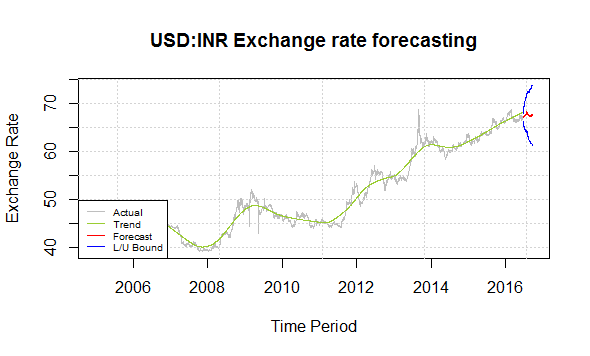 USD:INR Exchange rate forecasting
Exchange Rate
70
60
50
40
Actual
Trend
Forecast
L/U Bound
2006 2008 2010 2012 2014 2016
Time Period